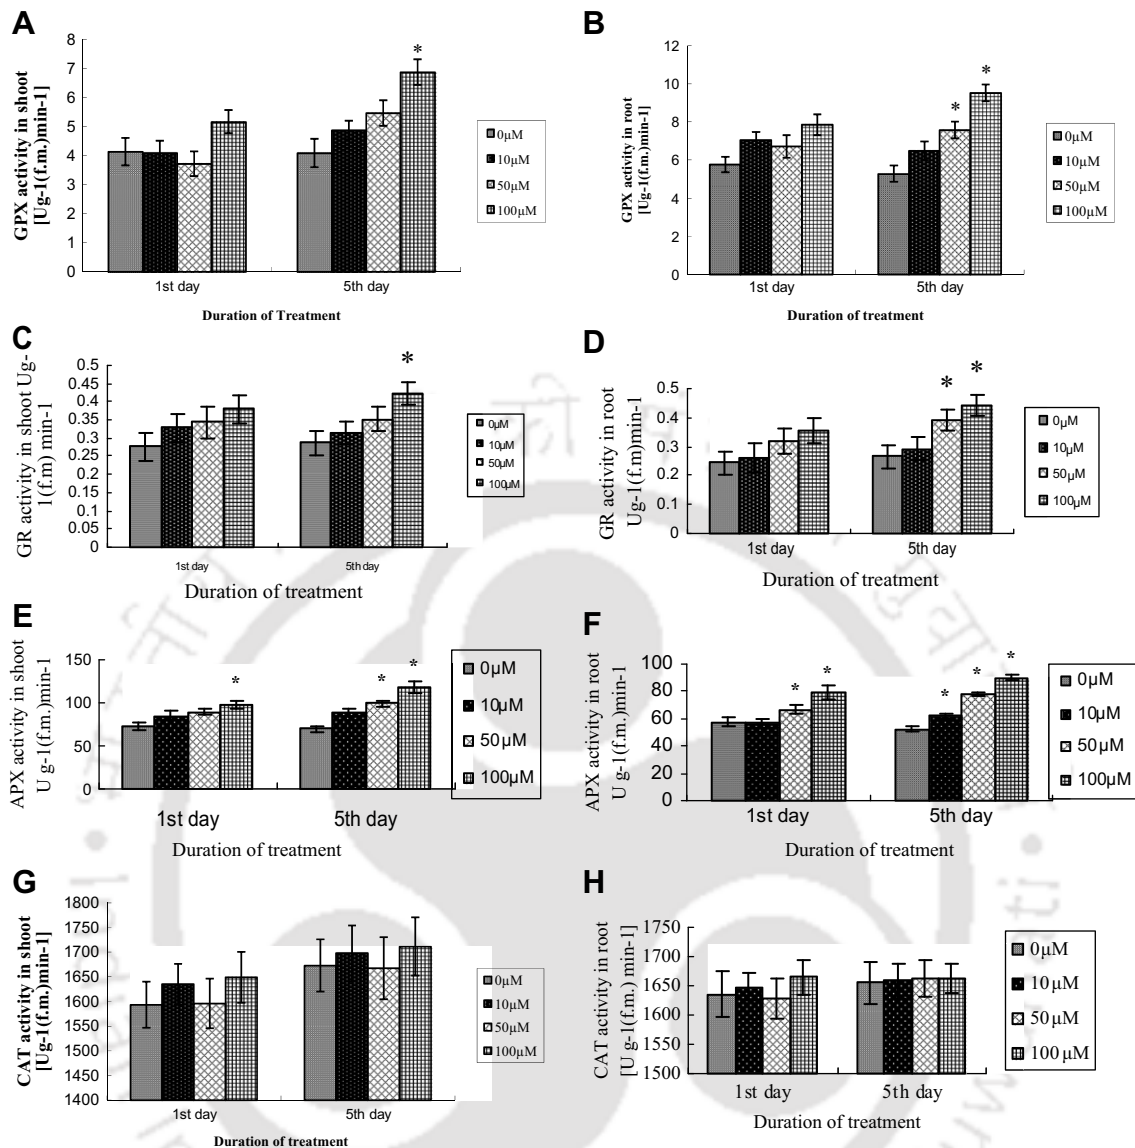 A
8
7
6
5
4
3
2
1
0
GPX activity in shoot
[Ug-1(f.m.)min-1]
*
1st day
5th day
Duration of Treatment
0µM
10µM
50µM
100µM
B
12
10
8
6
4
2
0
GPX activity in root
[Ug-1(f.m.)min-1]
*
*
1st day
5th day
Duration of treatment
0µM
10µM
50µM
100µM
C
0.5
0.45
0.4
0.35
0.3
0.25
0.2
0.15
0.1
0.05
0
GR activity in shoot Ug-
1(f.m) min-1
*
1st day
5th day
Duration of treatment
0µM
10µM
50µM
100µM
D
0.6
0.5
0.4
0.3
0.2
0.1
0
GR activity in root
Ug-1(f.m)min-1
*
*
1st day
5th day
Duration of treatment
0µM
10µM
50µM
100µM
E
150
100
50
0
APX activity in shoot
U g-1(f.m.)min-1
*
*
*
1st day
5th day
Duration of treatment
0µM
10µM
50µM
100µM
F
100
80
60
40
20
0
APX activity in root
U g-1(f.m.)min-1
*
*
*
*
*
1st day
5th day
Duration of treatment
0µM
10µM
50µM
100µM
G
1800
1750
1700
1650
1600
1550
1500
1450
1400
CAT activity in shoot
[Ug-1(f.m.)min-1]
1st day
5th day
Duration of treatment
0µM
10µM
50µM
100µM
H
1750
1700
1650
1600
1550
1500
CAT activity in root
[U g-1(f.m.) min-1]
1st day
5th day
Duration of treatment
0µM
10µM
50µM
100µM